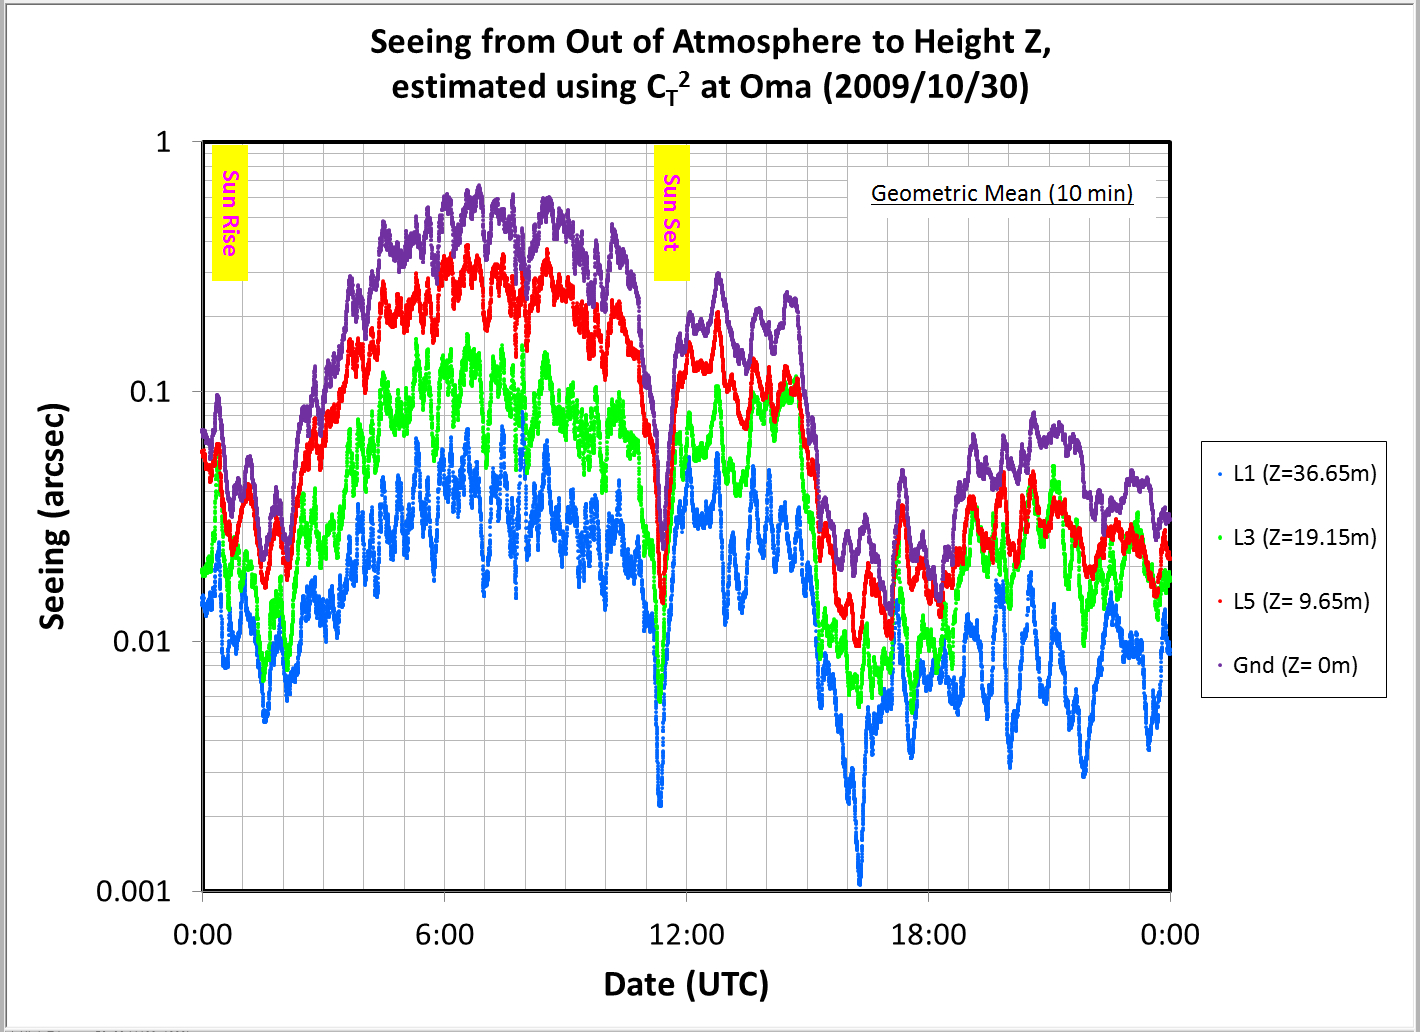 Seeing from Out of Atmosphere to Height Z,
estimated using C_T² at Oma (2009/10/30)
1
0.1
0.01
0.001
Seeing (arcsec)
Sun Rise
Sun Set
Geometric Mean (10 min)
L1 (Z=36.65m)
L3 (Z=19.15m)
L5 (Z= 9.65m)
Gnd (Z= 0m)
0:00
6:00
12:00
18:00
0:00
Date (UTC)